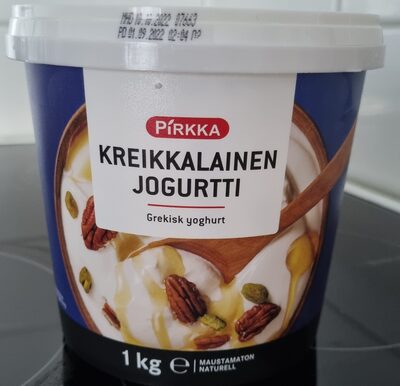 PIRKKA
KREIKKALAINEN
JOGURTTI
Grekisk yoghurt
1 kg e
MAUSTAMATON
NATURELL